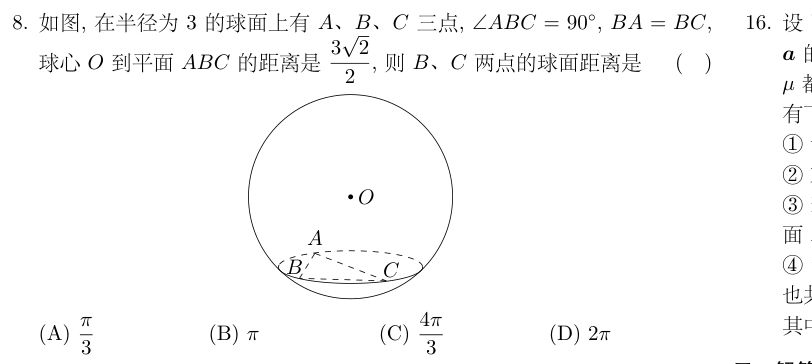 8. 如图, 在半径为 3 的球面上有 A、B、C 三点, ∠ABC = 90°, BA = BC,
球心 O 到平面 ABC 的距离是 3√2/2, 则 B、C 两点的球面距离是 ( )
O
A
B
C
(A) π/3 (B) π (C) 4π/3 (D) 2π
16. 设
a 的
μ 都
有
①
②
③
面
④
也
其中